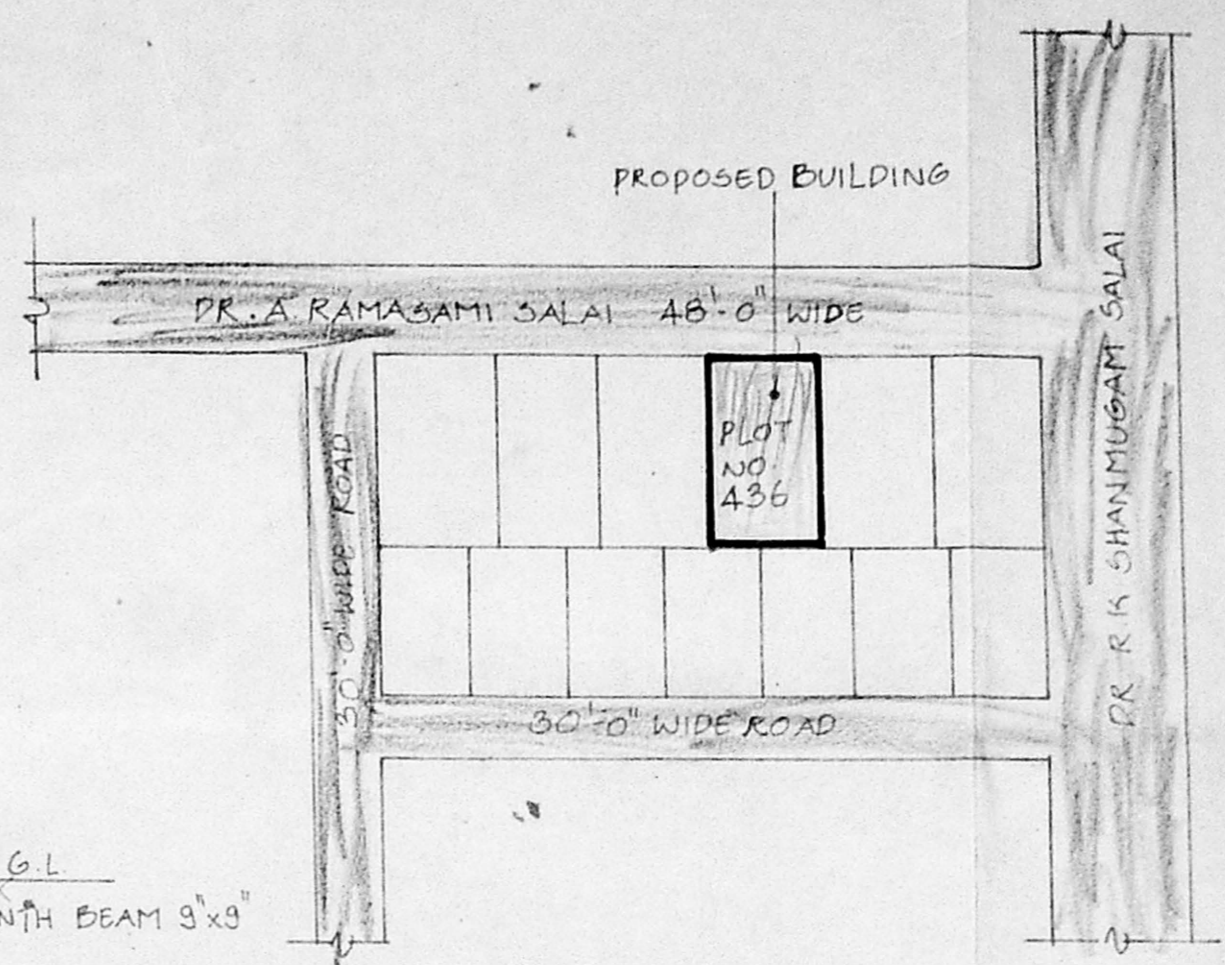 PROPOSED BUILDING
DR. A RAMASAMI SALAI 48'-0" WIDE
PLOT
NO.
436
30'-0" WIDE ROAD
DR R.K SHANMUGAM SALAI
30'-0" WIDE ROAD
G.L.
NTH BEAM 9"x9"